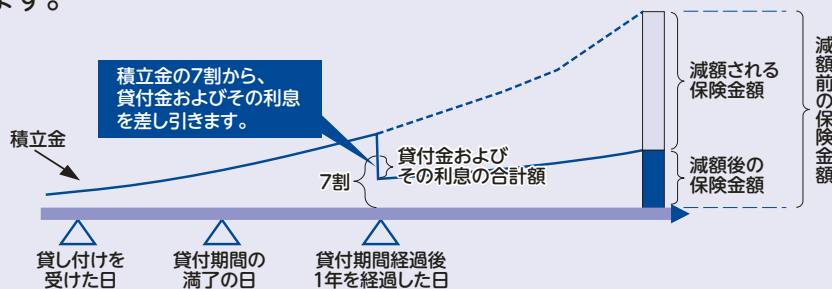 ます。
積立金の7割から、
貸付金およびその利息
を差し引きます。
積立金
7割
貸付金および
その利息の合計額
減額される
保険金額
減額後の
保険金額
減額前の保険金額
貸し付けを
受けた日
貸付期間の
満了の日
貸付期間経過後
1年を経過した日